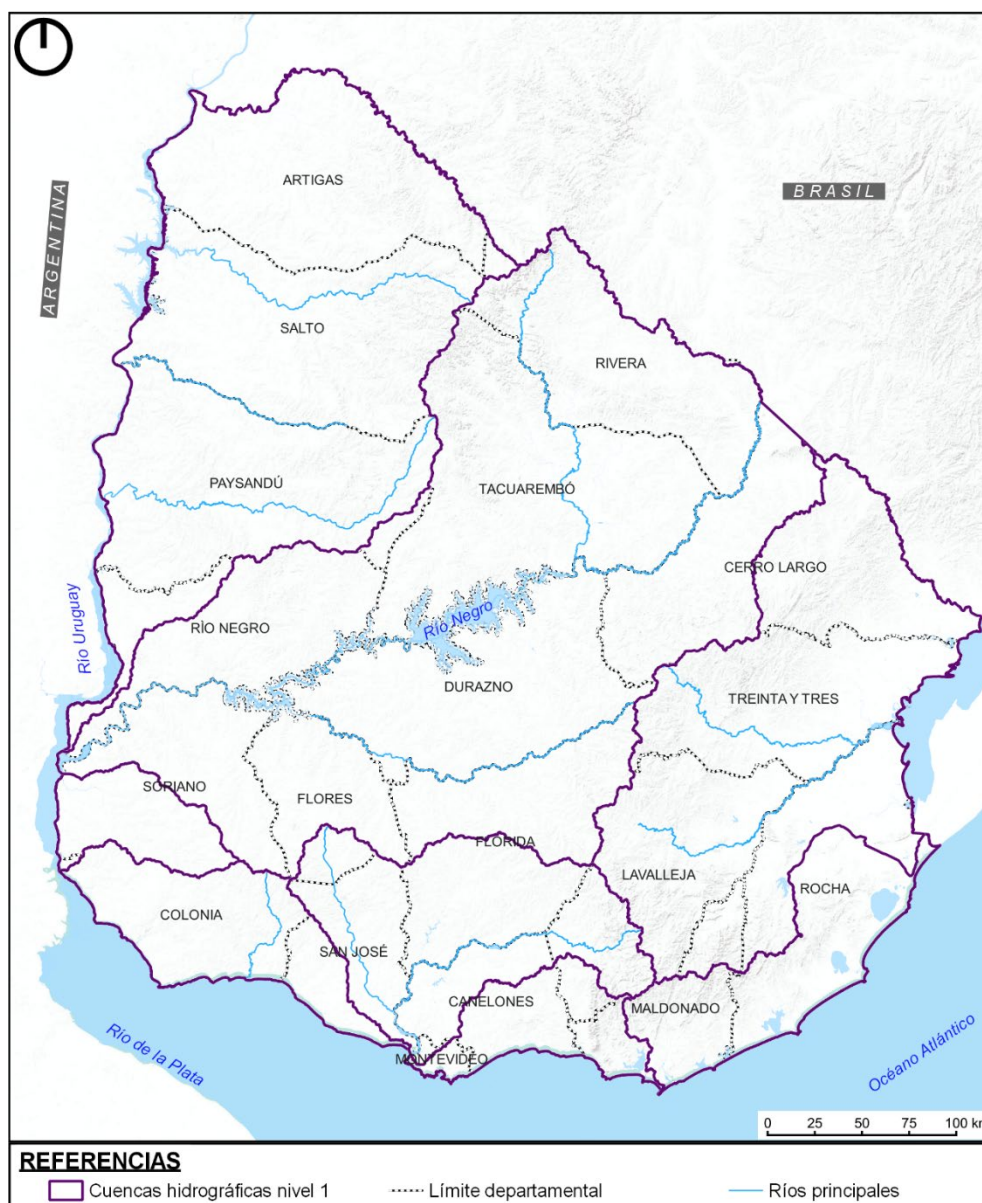 ARTIGAS
BRASIL
ARGENTINA
SALTO
RIVERA
PAYSANDÚ
TACUAREMBÓ
CERRO LARGO
Río Uruguay
Río Negro
RÍO NEGRO
DURAZNO
TREINTA Y TRES
SORIANO
FLORES
FLORIDA
LAVALLEJA
ROCHA
COLONIA
SAN JOSÉ
CANELONES
MALDONADO
MONTEVIDEO
Río de la Plata
Océano Atlántico
0 25 50 75 100 km
REFERENCIAS
Cuencas hidrográficas nivel 1
Límite departamental
Ríos principales